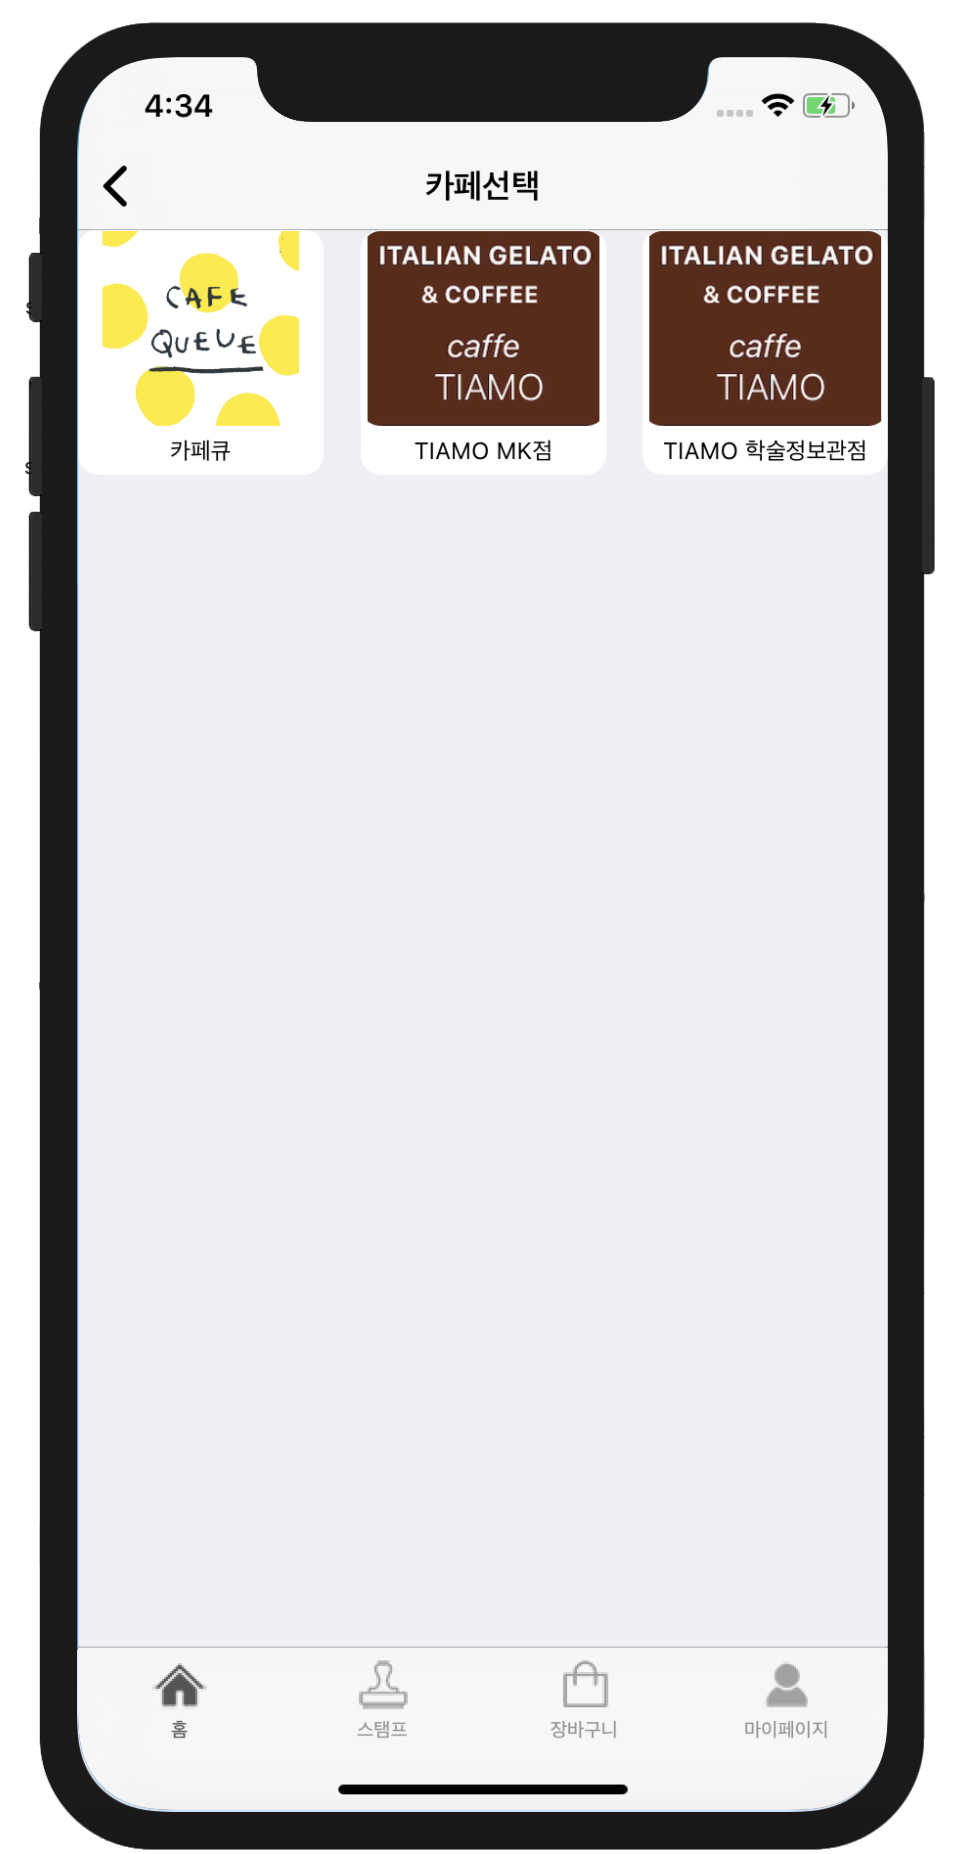 4:34
카페선택
CAFE
QUEUE
카페큐
ITALIAN GELATO
& COFFEE
caffe
TIAMO
TIAMO MK점
ITALIAN GELATO
& COFFEE
caffe
TIAMO
TIAMO 학술정보관점
s
s
홈
스탬프
장바구니
마이페이지